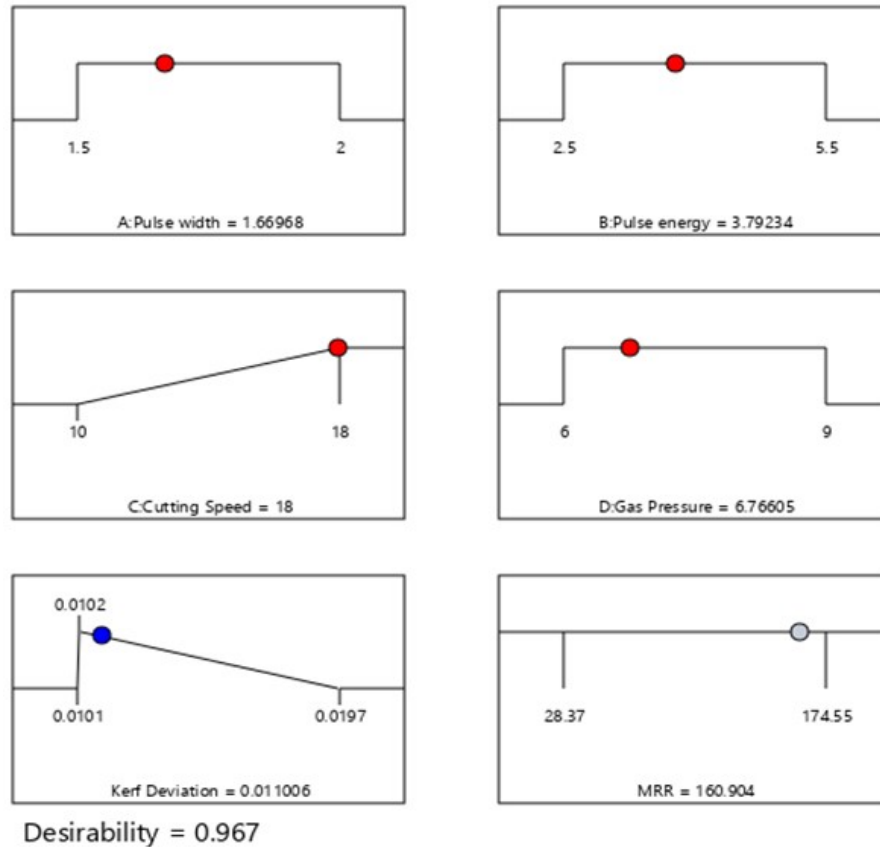 1.5 2
A:Pulse width = 1.66968
2.5 5.5
B:Pulse energy = 3.79234
10 18
C:Cutting Speed = 18
6 9
D:Gas Pressure = 6.76605
0.0102
0.0101 0.0197
Kerf Deviation = 0.011006
28.37 174.55
MRR = 160.904
Desirability = 0.967